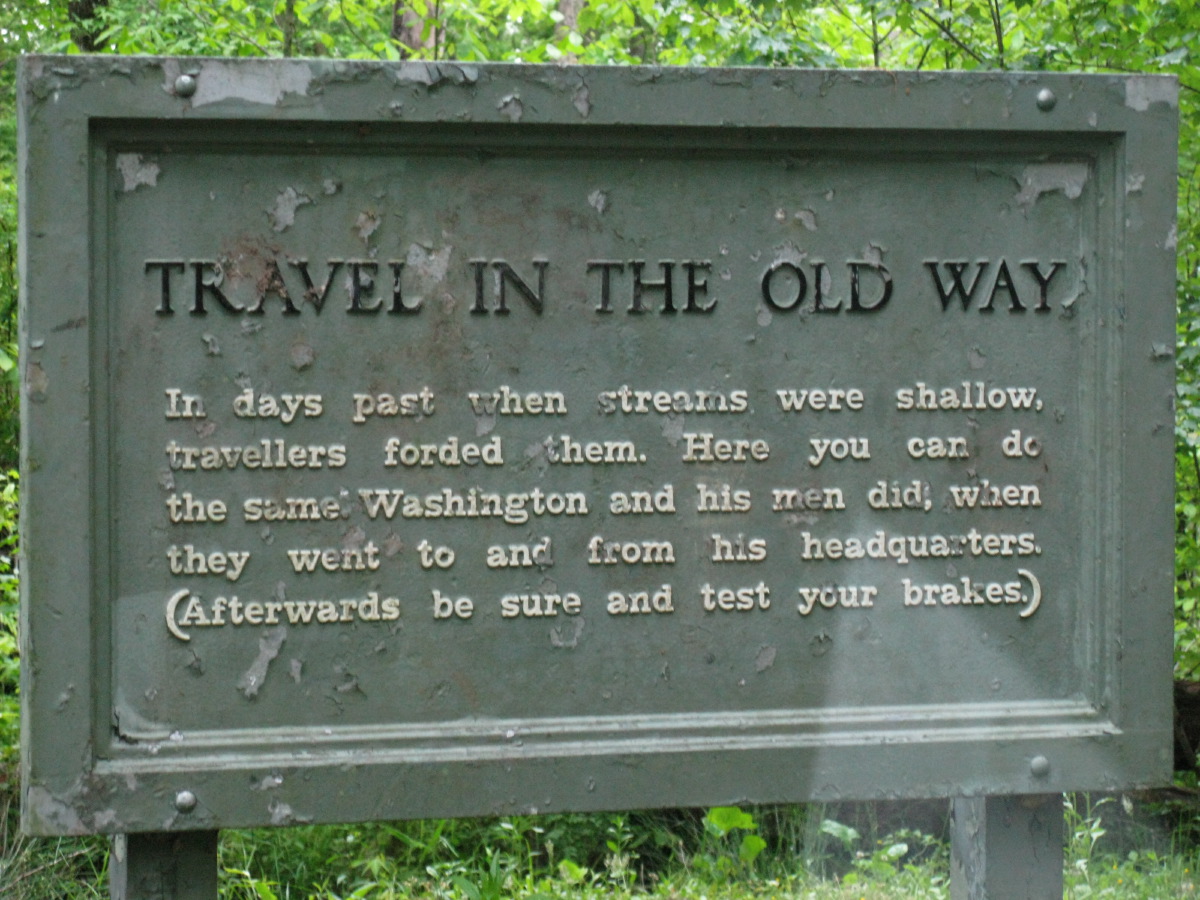 TRAVEL IN THE OLD WAY
In days past when streams were shallow,
travellers forded them. Here you can do
the same. Washington and his men did, when
they went to and from his headquarters.
(Afterwards be sure and test your brakes.)